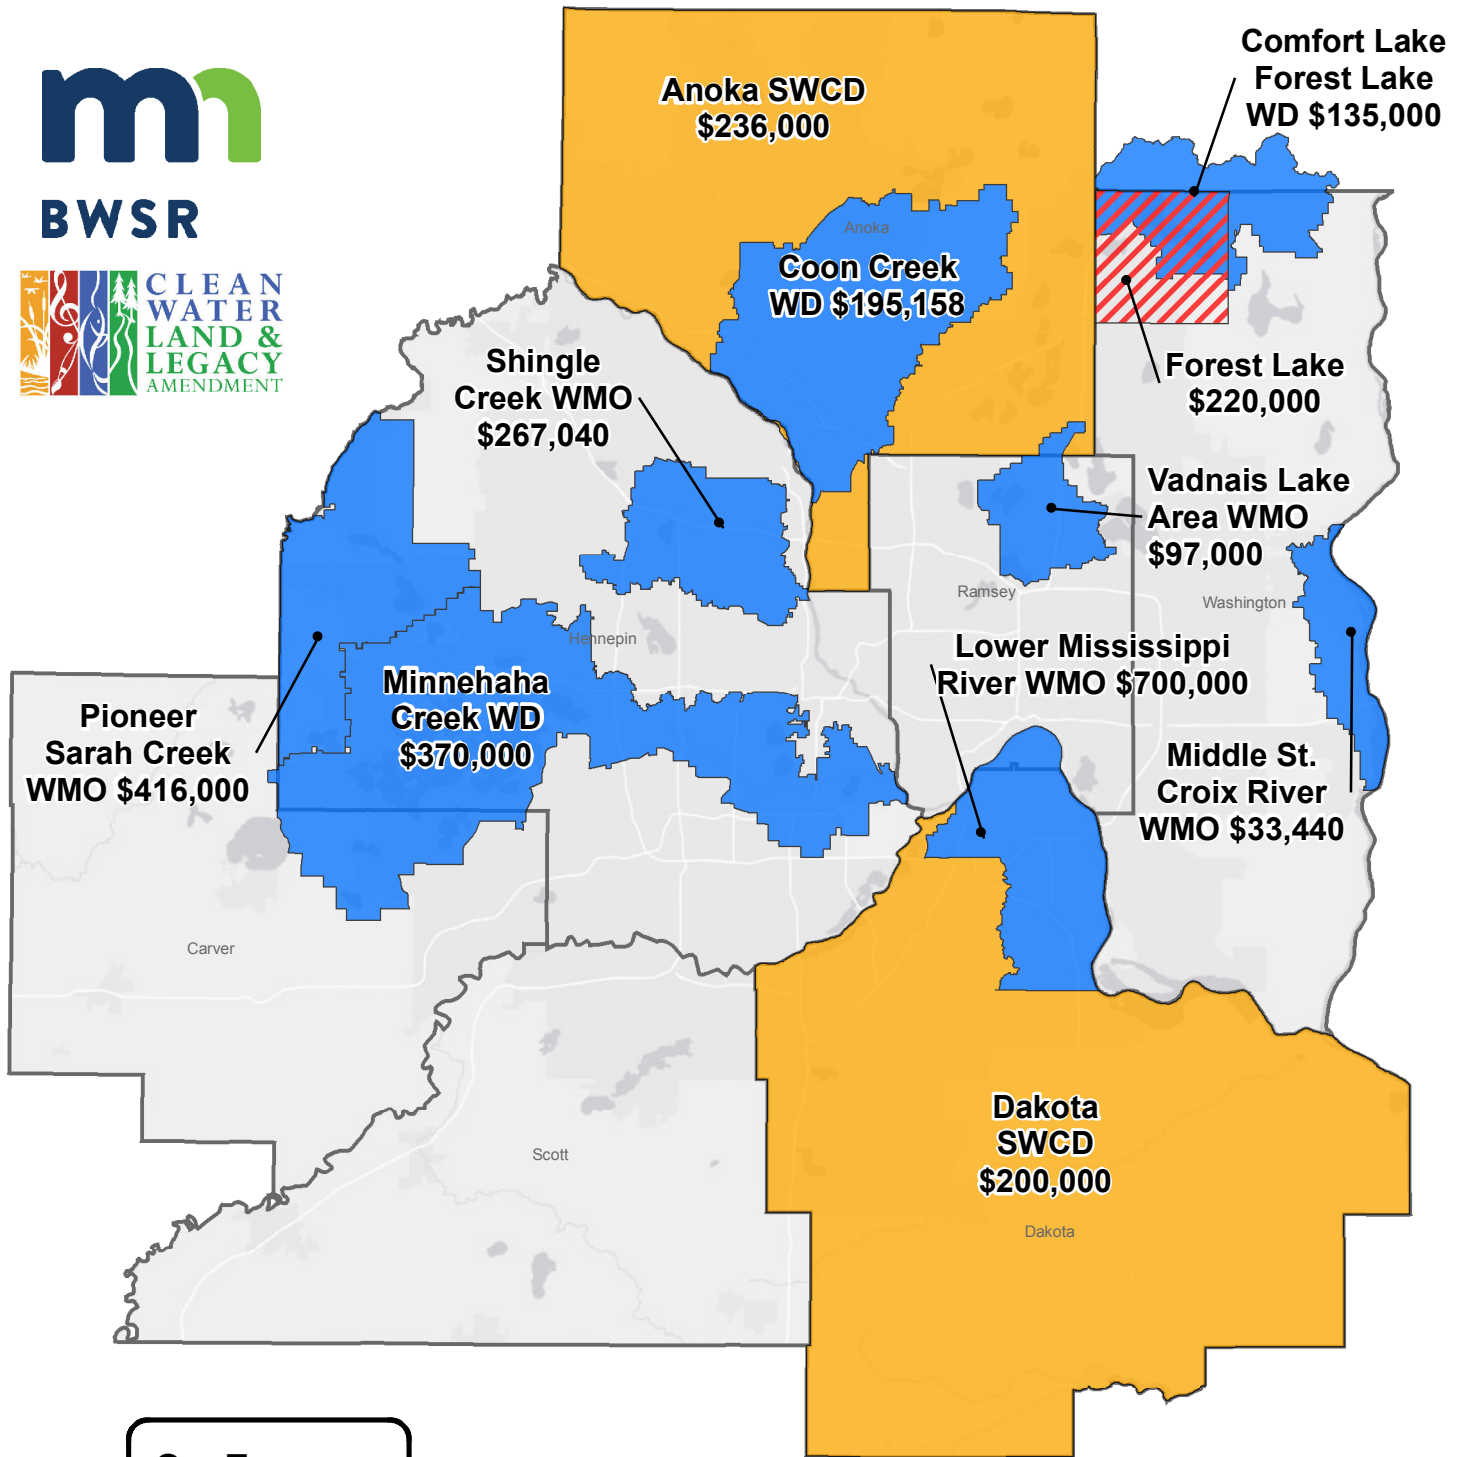 BWSR
CLEAN
WATER
LAND &
LEGACY
AMENDMENT
Anoka SWCD
$236,000
Comfort Lake
Forest Lake
WD $135,000
Anoka
Coon Creek
WD $195,158
Shingle
Creek WMO
$267,040
Forest Lake
$220,000
Vadnais Lake
Area WMO
$97,000
Ramsey
Washington
Hennepin
Lower Mississippi
River WMO $700,000
Minnehaha
Creek WD
$370,000
Pioneer
Sarah Creek
WMO $416,000
Middle St.
Croix River
WMO $33,440
Carver
Dakota
SWCD
$200,000
Scott
Dakota